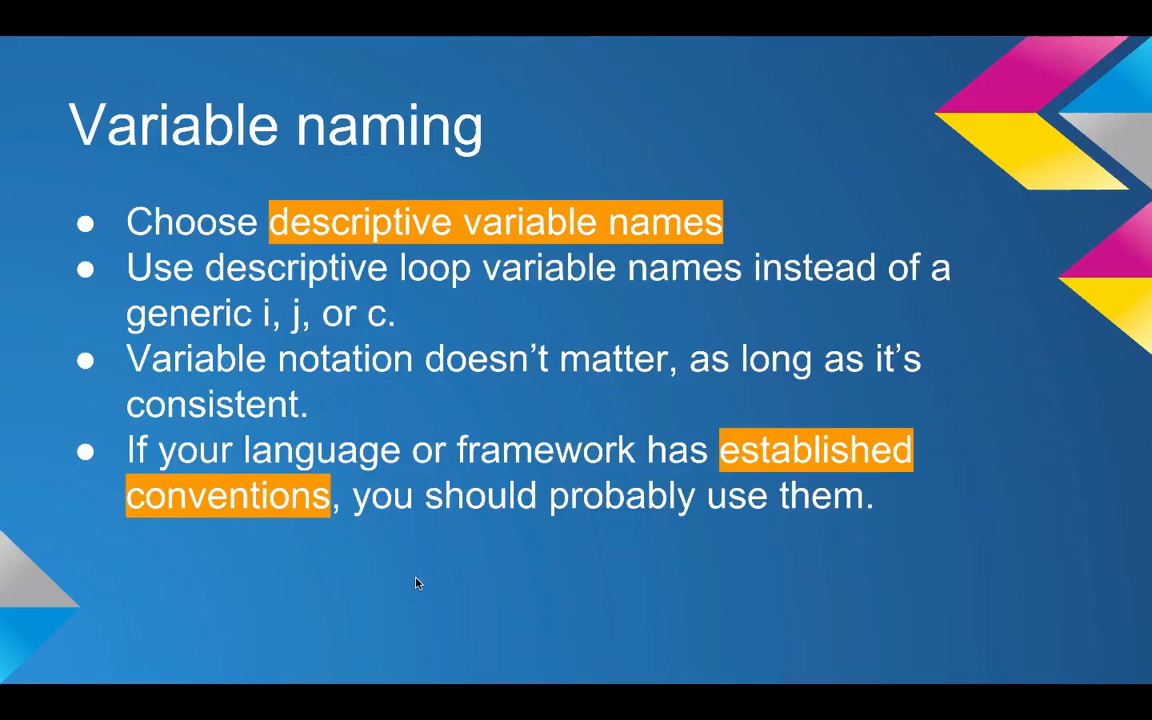 Variable naming
● Choose descriptive variable names
● Use descriptive loop variable names instead of a
generic i, j, or c.
● Variable notation doesn’t matter, as long as it’s
consistent.
● If your language or framework has established
conventions, you should probably use them.